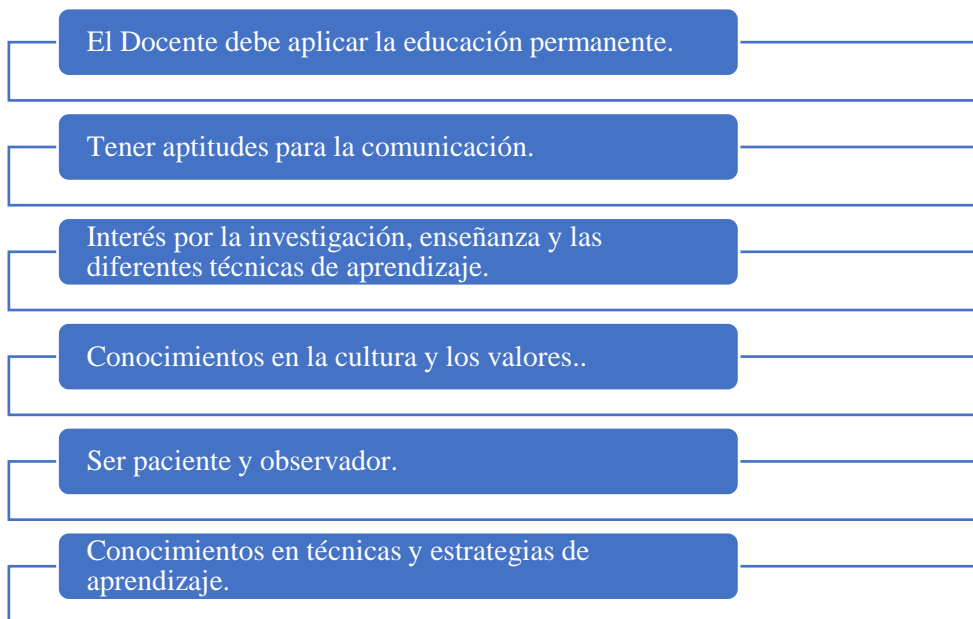 El Docente debe aplicar la educación permanente.
Tener aptitudes para la comunicación.
Interés por la investigación, enseñanza y las
diferentes técnicas de aprendizaje.
Conocimientos en la cultura y los valores..
Ser paciente y observador.
Conocimientos en técnicas y estrategias de
aprendizaje.